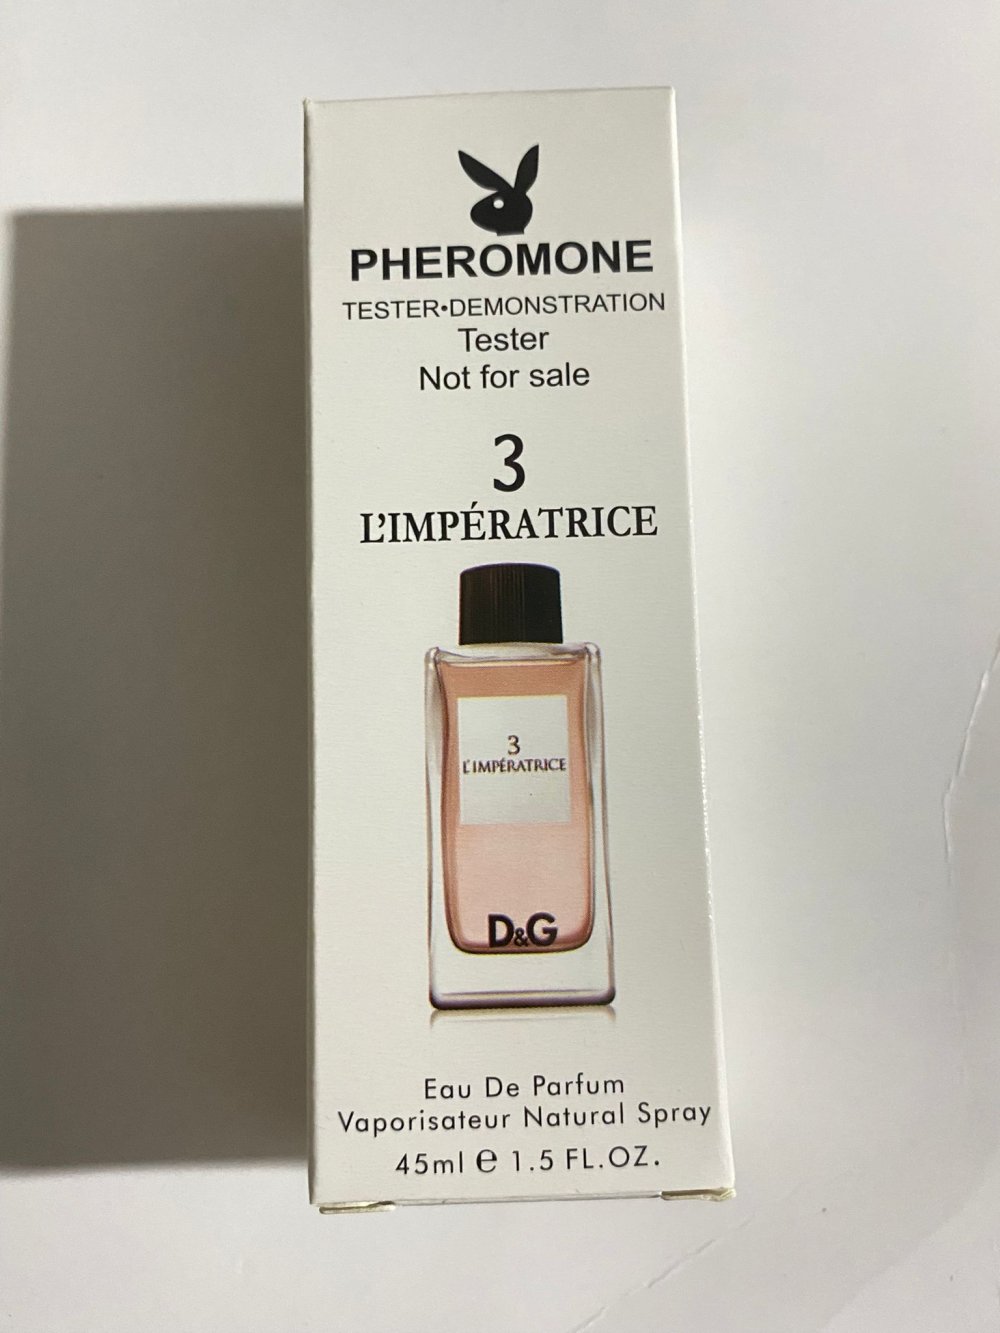 PHEROMONE
TESTER•DEMONSTRATION
Tester
Not for sale
3
L'IMPÉRATRICE
3
L'IMPÉRATRICE
D&G
Eau De Parfum
Vaporisateur Natural Spray
45ml e 1.5 FL.OZ.